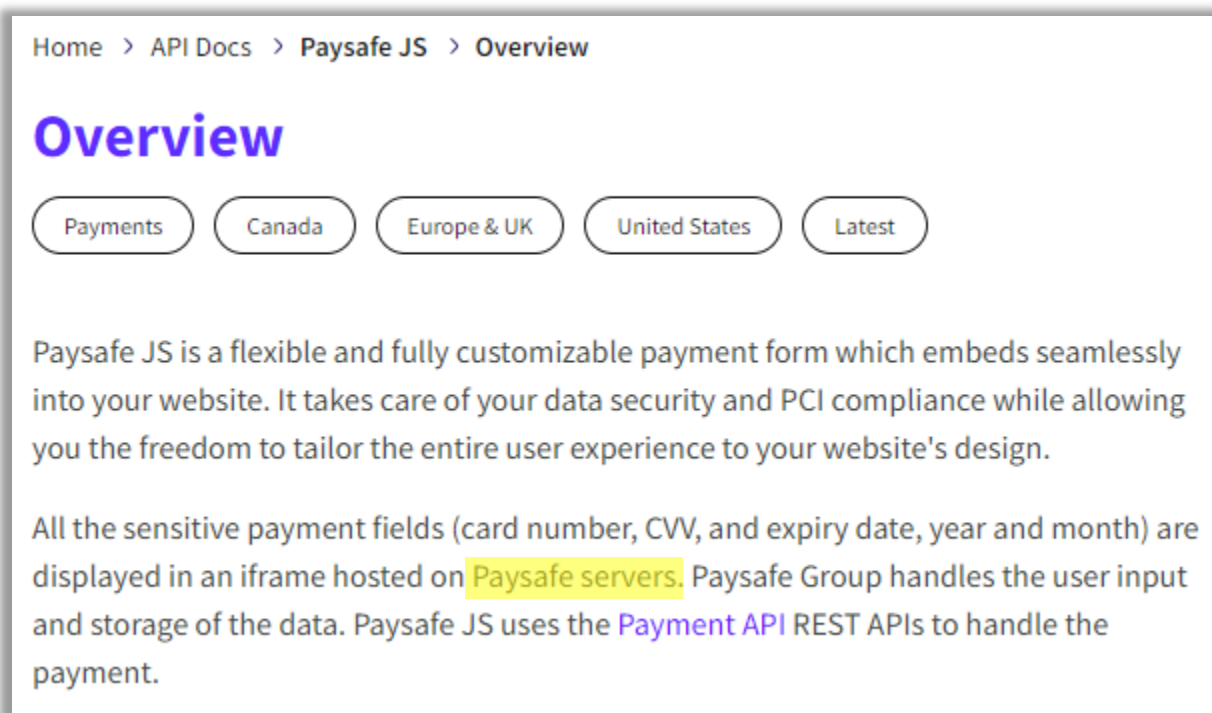 Home > API Docs > Paysafe JS > Overview
Overview
Payments Canada Europe & UK United States Latest
Paysafe JS is a flexible and fully customizable payment form which embeds seamlessly
into your website. It takes care of your data security and PCI compliance while allowing
you the freedom to tailor the entire user experience to your website's design.
All the sensitive payment fields (card number, CVV, and expiry date, year and month) are
displayed in an iframe hosted on Paysafe servers. Paysafe Group handles the user input
and storage of the data. Paysafe JS uses the Payment API REST APIs to handle the
payment.